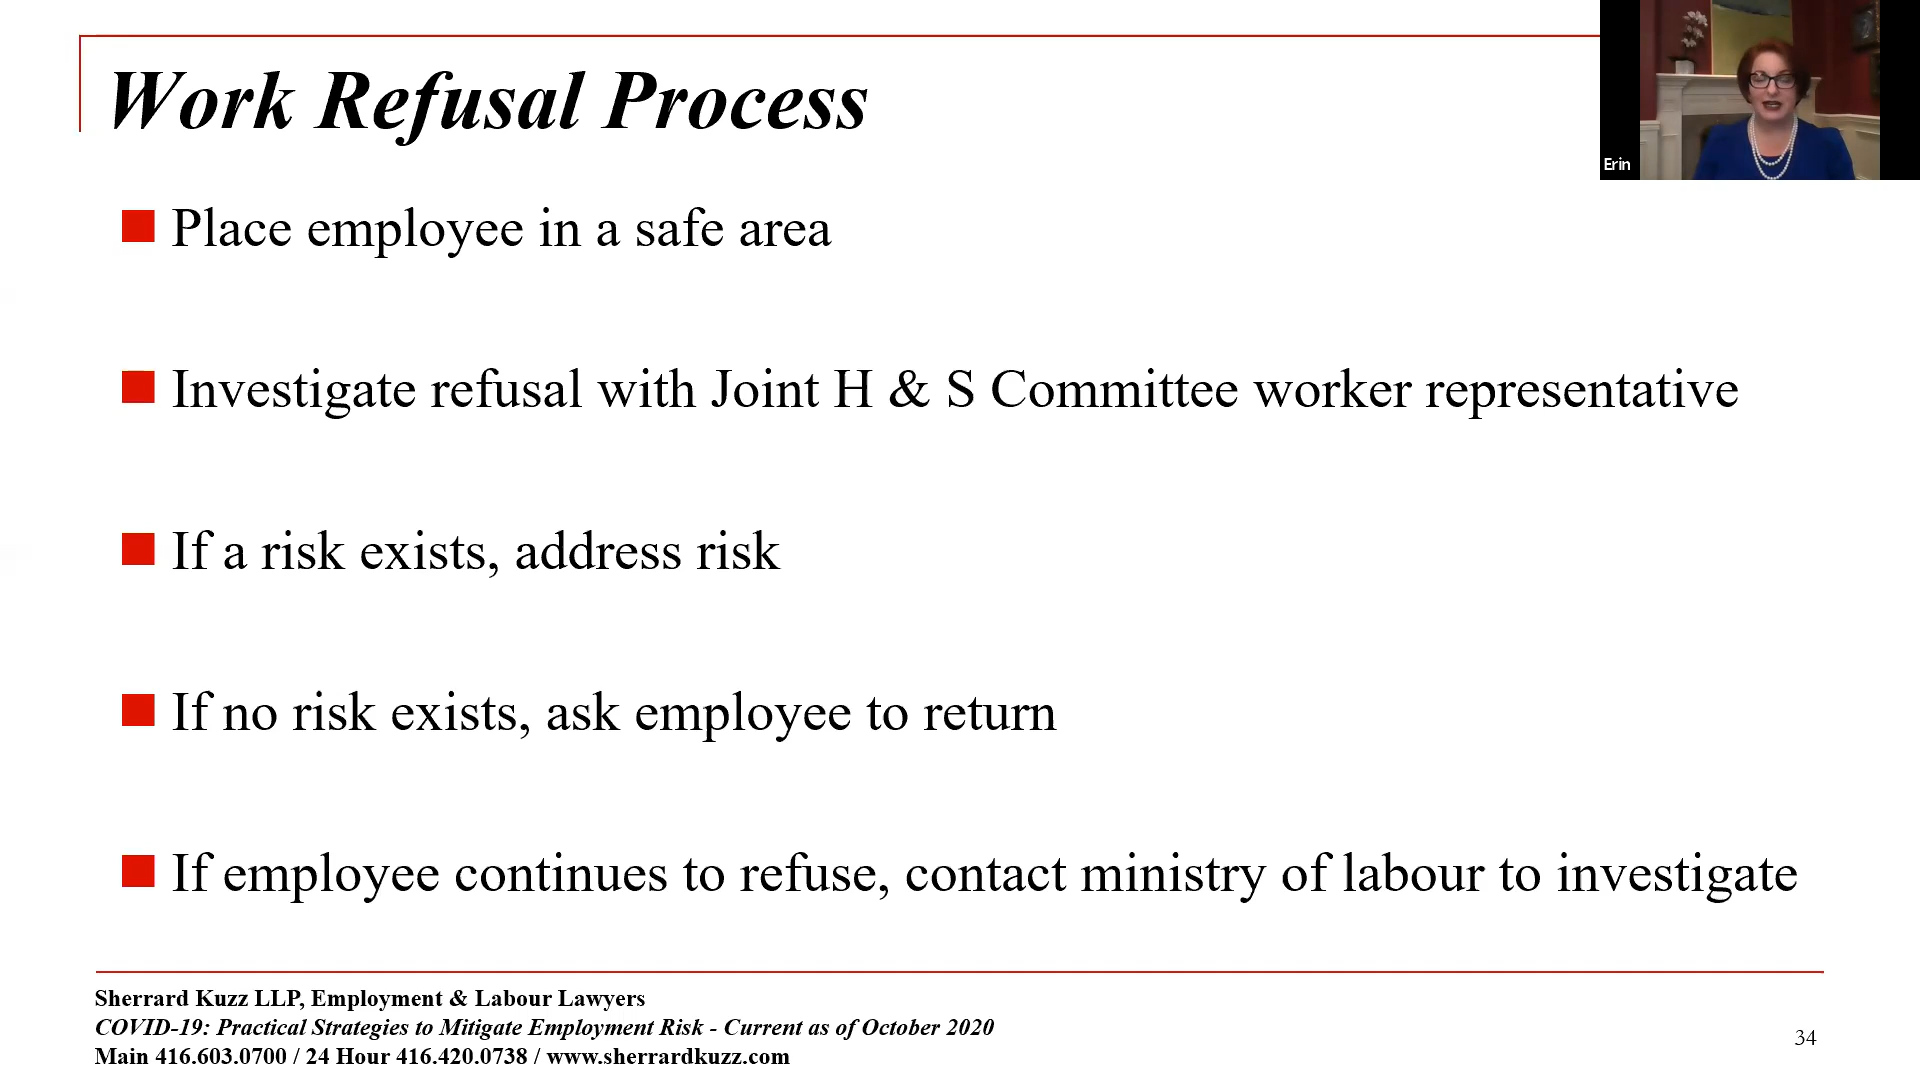 Work Refusal Process
Erin
Place employee in a safe area
Investigate refusal with Joint H & S Committee worker representative
If a risk exists, address risk
If no risk exists, ask employee to return
If employee continues to refuse, contact ministry of labour to investigate
Sherrard Kuzz LLP, Employment & Labour Lawyers
COVID-19: Practical Strategies to Mitigate Employment Risk - Current as of October 2020
Main 416.603.0700 / 24 Hour 416.420.0738 / www.sherrardkuzz.com
34